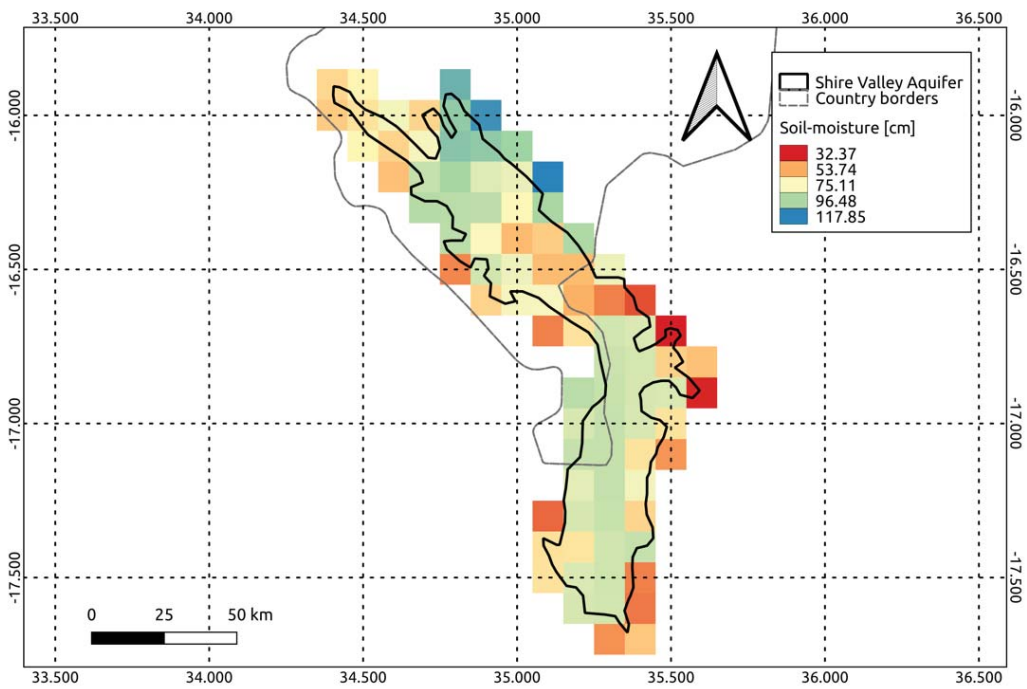 33.500 34.000 34.500 35.000 35.500 36.000 36.500
Shire Valley Aquifer
Country borders
Soil-moisture [cm]
32.37
53.74
75.11
96.48
117.85
-16.000 -16.000
-16.500 -16.500
-17.000 -17.000
-17.500 -17.500
0 25 50 km
33.500 34.000 34.500 35.000 35.500 36.000 36.500